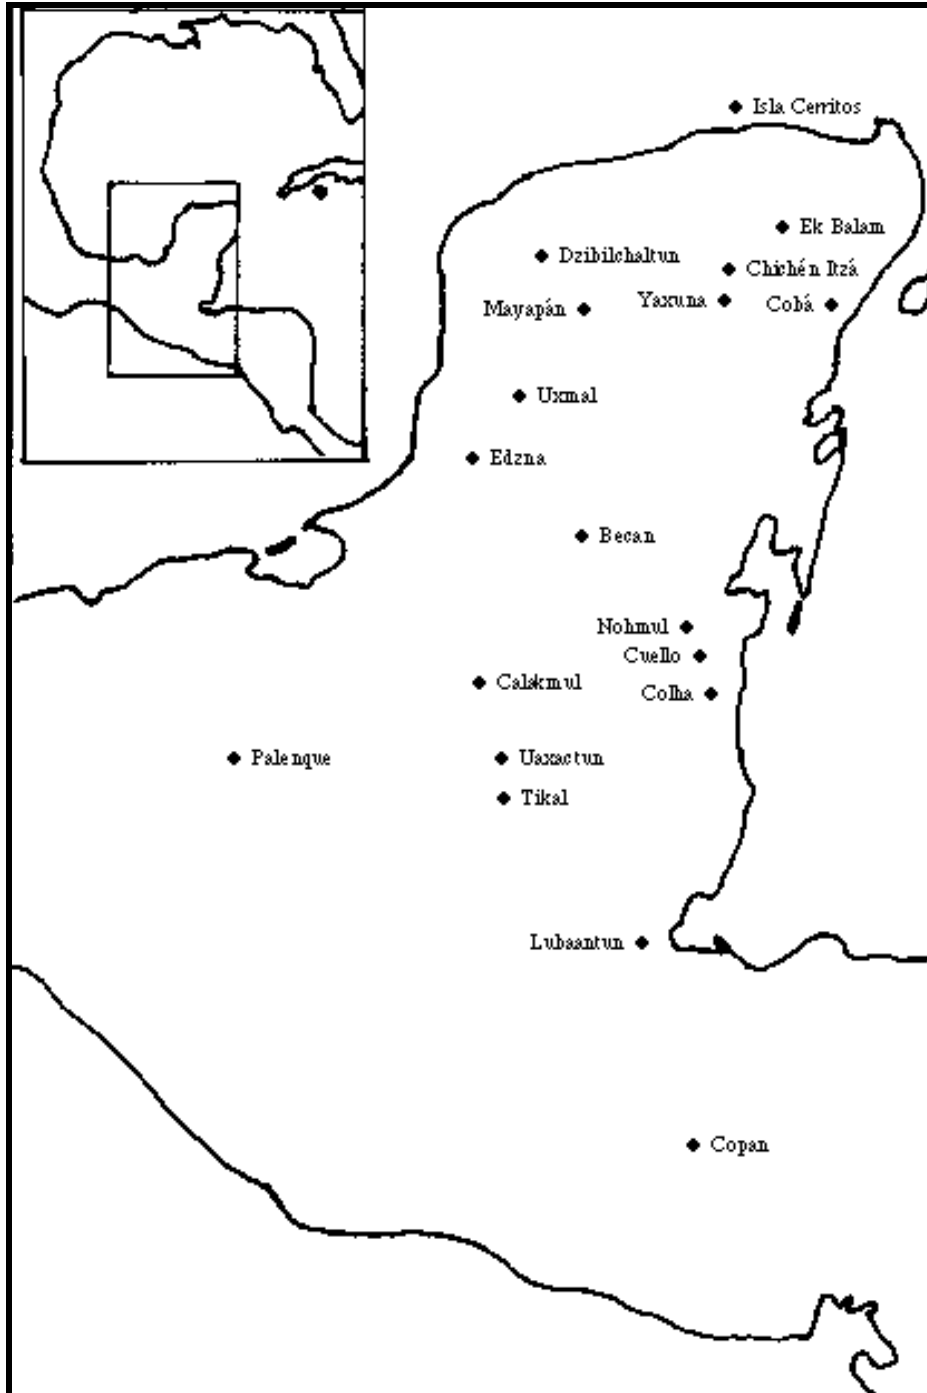 Isla Cerritos
Ek Balam
Dzibilchaltun
Chichén Itzá
Yaxuna
Cobá
Mayapán
Uxmal
Edzna
Becan
Nohmul
Cuello
Calakmul
Colha
Palenque
Uaxactun
Tikal
Lubaantun
Copan